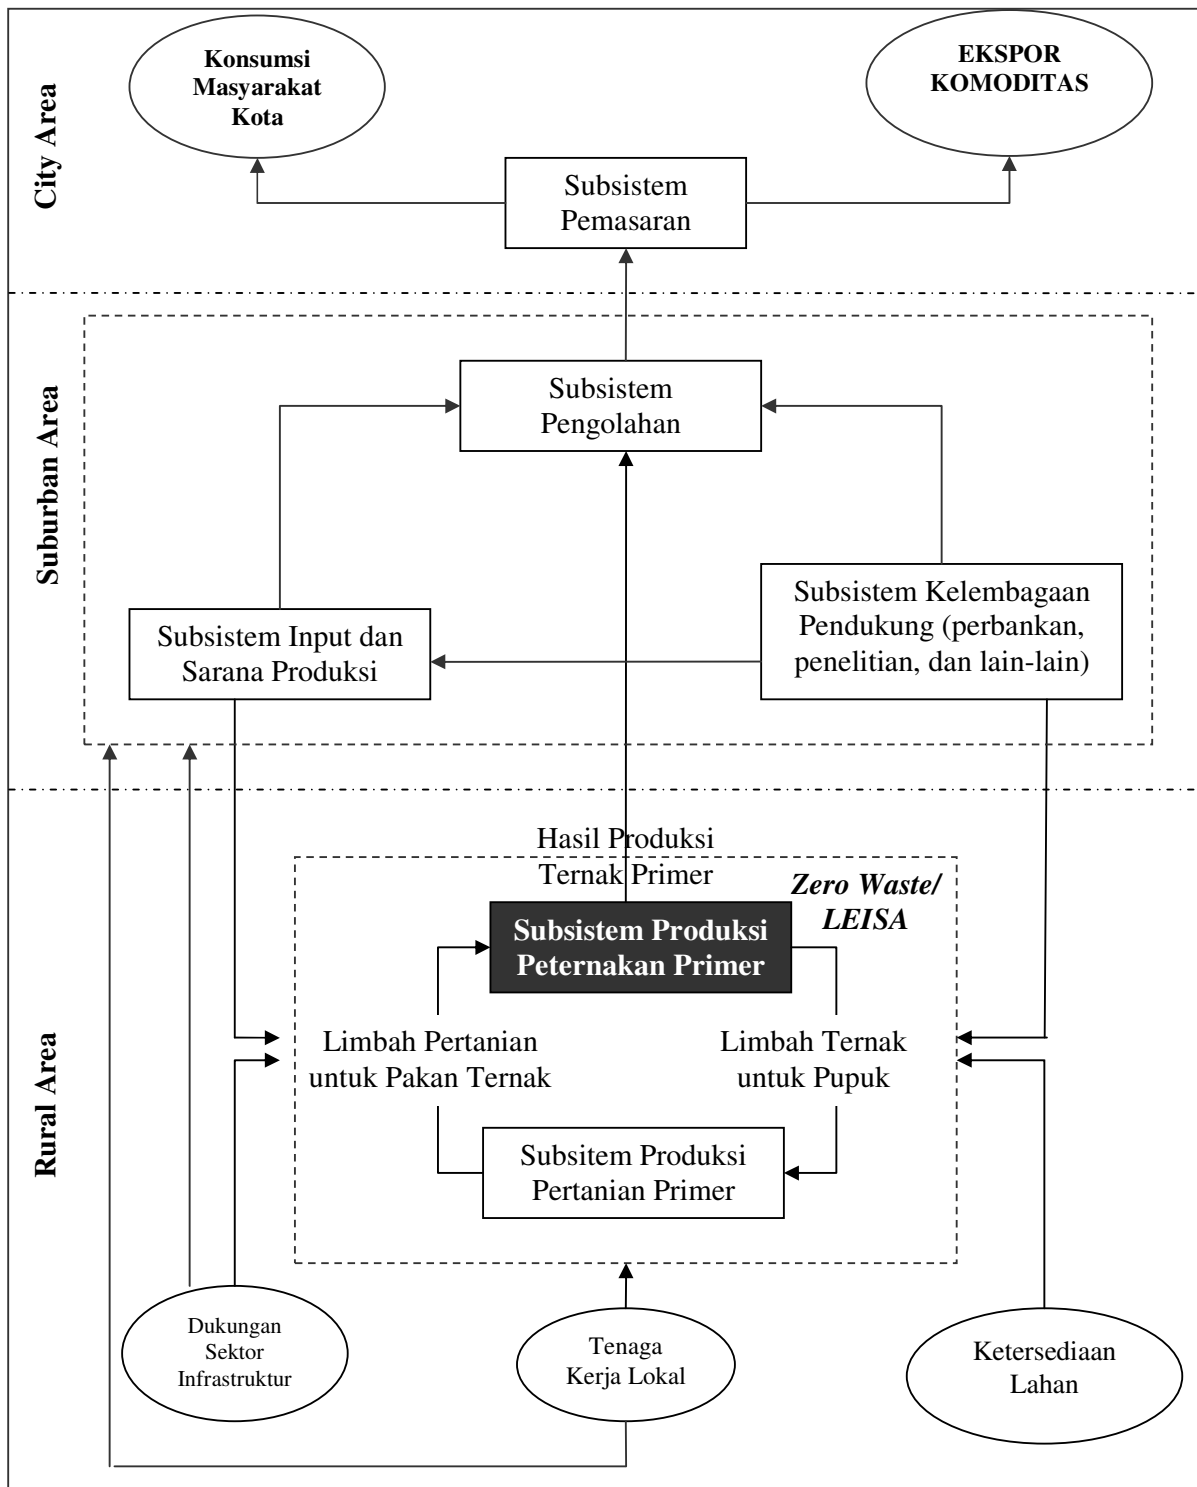 City Area
Konsumsi
Masyarakat
Kota
EKSPOR
KOMODITAS
Subsistem
Pemasaran
Suburban Area
Subsistem
Pengolahan
Subsistem Input dan
Sarana Produksi
Subsistem Kelembagaan
Pendukung (perbankan,
penelitian, dan lain-lain)
Rural Area
Hasil Produksi
Ternak Primer
Zero Waste/
LEISA
Subsistem Produksi
Peternakan Primer
Limbah Pertanian
untuk Pakan Ternak
Limbah Ternak
untuk Pupuk
Subsitem Produksi
Pertanian Primer
Dukungan
Sektor
Infrastruktur
Tenaga
Kerja Lokal
Ketersediaan
Lahan